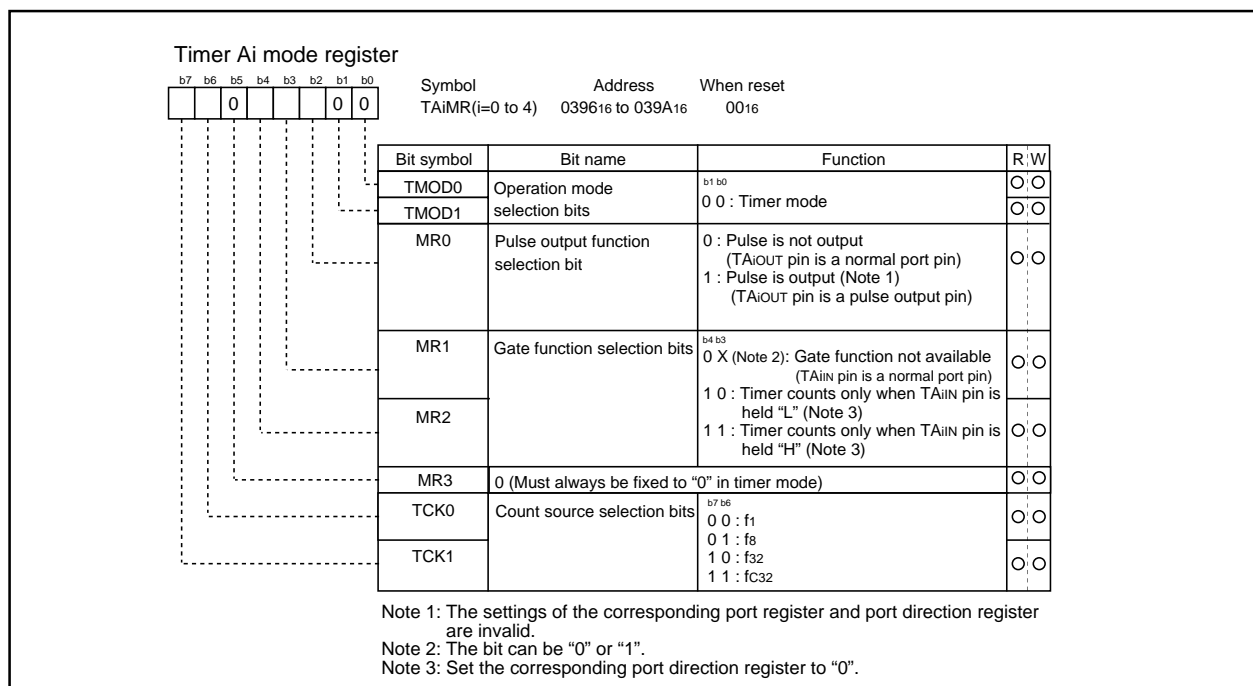 Timer Ai mode register
b7 b6 b5 b4 b3 b2 b1 b0
0 0 0
Symbol Address When reset
TAiMR(i=0 to 4) 039616 to 039A16 0016
Bit symbol Bit name Function R W
TMOD0 Operation mode selection bits b1 b0
TMOD1 0 0 : Timer mode
MR0 Pulse output function selection bit
0 : Pulse is not output
(TAiOUT pin is a normal port pin)
1 : Pulse is output (Note 1)
(TAiOUT pin is a pulse output pin)
MR1 Gate function selection bits
b4 b3
0 X (Note 2): Gate function not available
(TAiIN pin is a normal port pin)
1 0 : Timer counts only when TAiIN pin is
held “L” (Note 3)
MR2
1 1 : Timer counts only when TAiIN pin is
held “H” (Note 3)
MR3 0 (Must always be fixed to “0” in timer mode)
TCK0 Count source selection bits
b7 b6
0 0 : f1
0 1 : f8
TCK1
1 0 : f32
1 1 : fC32
Note 1: The settings of the corresponding port register and port direction register
are invalid.
Note 2: The bit can be “0” or “1”.
Note 3: Set the corresponding port direction register to “0”.